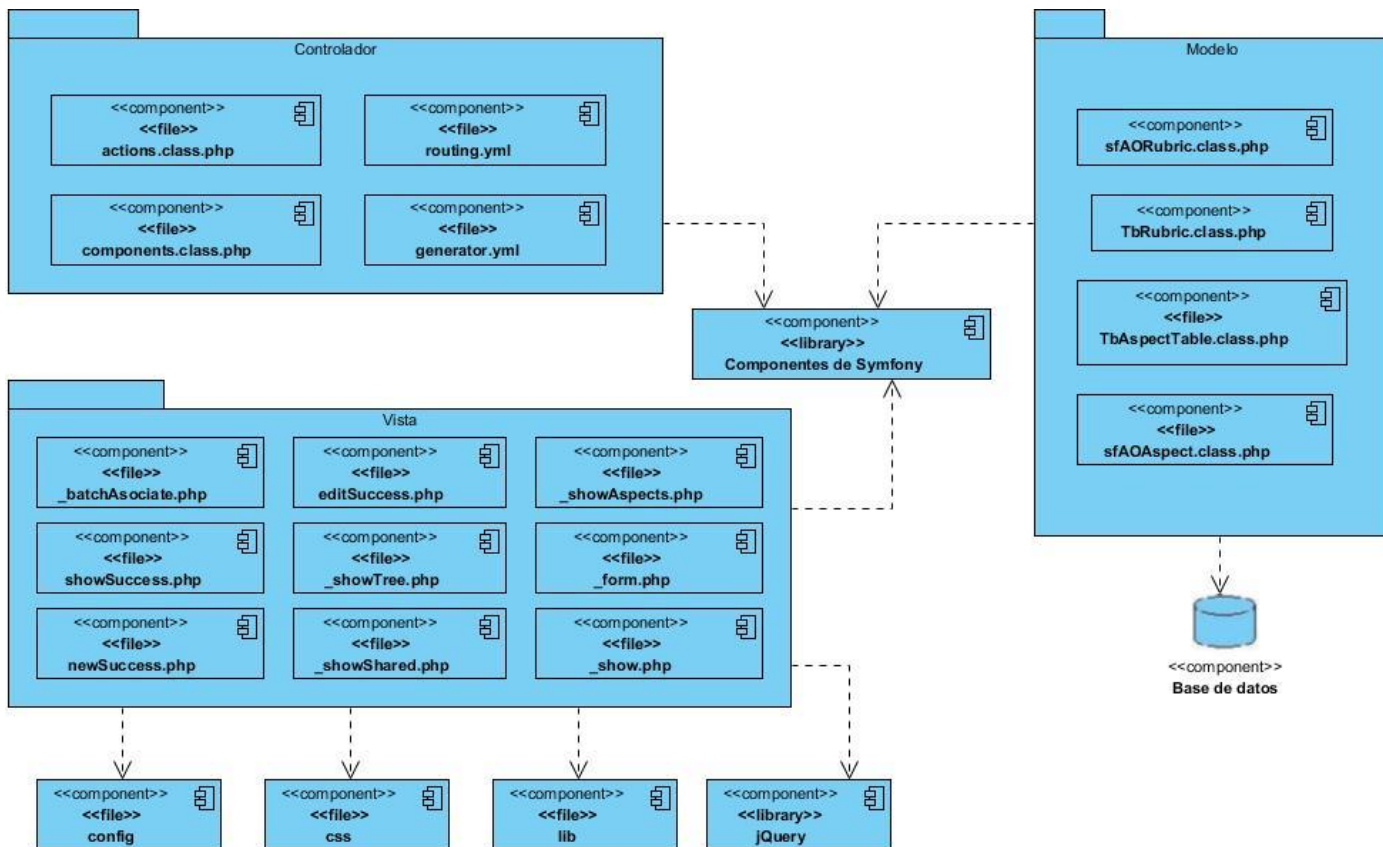 Controlador
<<component>>
<<file>>
actions.class.php
<<component>>
<<file>>
routing.yml
<<component>>
<<file>>
components.class.php
<<component>>
<<file>>
generator.yml
Modelo
<<component>>
sfAORubric.class.php
<<component>>
TbRubric.class.php
<<component>>
<<file>>
TbAspectTable.class.php
<<component>>
<<file>>
sfAOAspect.class.php
<<component>>
<<library>>
Componentes de Symfony
Vista
<<component>>
<<file>>
_batchAsociate.php
<<component>>
<<file>>
editSuccess.php
<<component>>
<<file>>
_showAspects.php
<<component>>
<<file>>
showSuccess.php
<<component>>
<<file>>
_showTree.php
<<component>>
<<file>>
_form.php
<<component>>
<<file>>
newSuccess.php
<<component>>
<<file>>
_showShared.php
<<component>>
<<file>>
_show.php
<<component>>
Base de datos
<<component>>
<<file>>
config
<<component>>
<<file>>
css
<<component>>
<<file>>
lib
<<component>>
<<library>>
jQuery